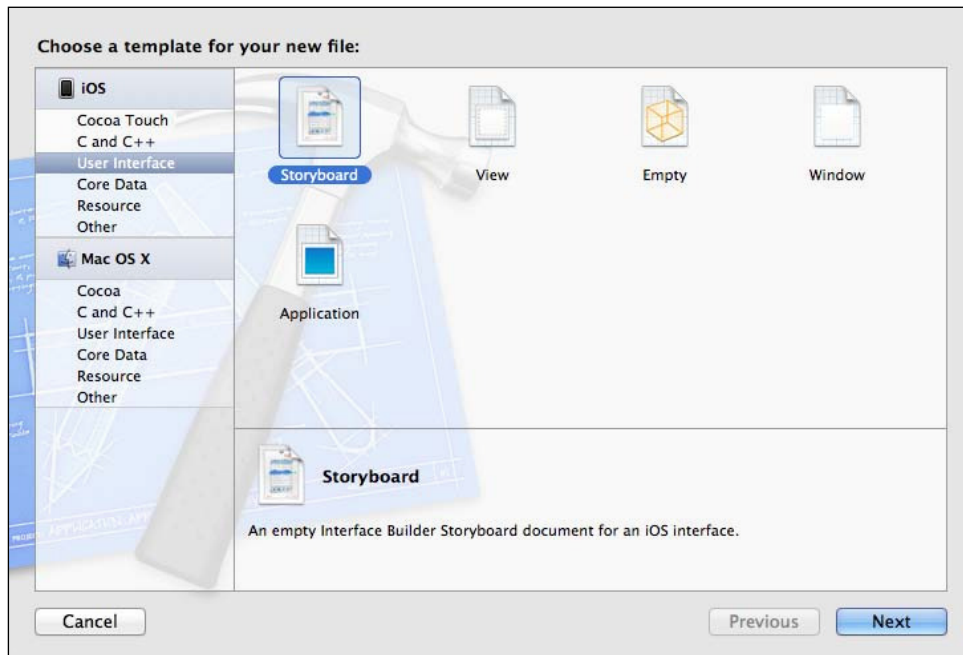 Choose a template for your new file:
iOS
Cocoa Touch
C and C++
User Interface
Core Data
Resource
Other
Mac OS X
Cocoa
C and C++
User Interface
Core Data
Resource
Other
Storyboard
View
Empty
Window
Application
Storyboard
An empty Interface Builder Storyboard document for an iOS interface.
Cancel
Previous
Next